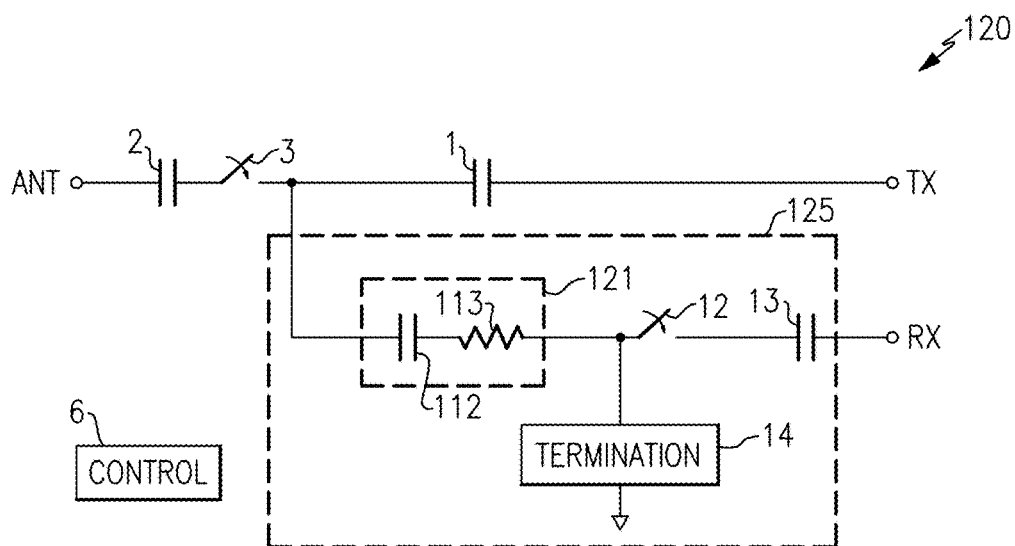 120
2 3 1
ANT TX
125
121
113 12 13
RX
112
6 14
CONTROL TERMINATION